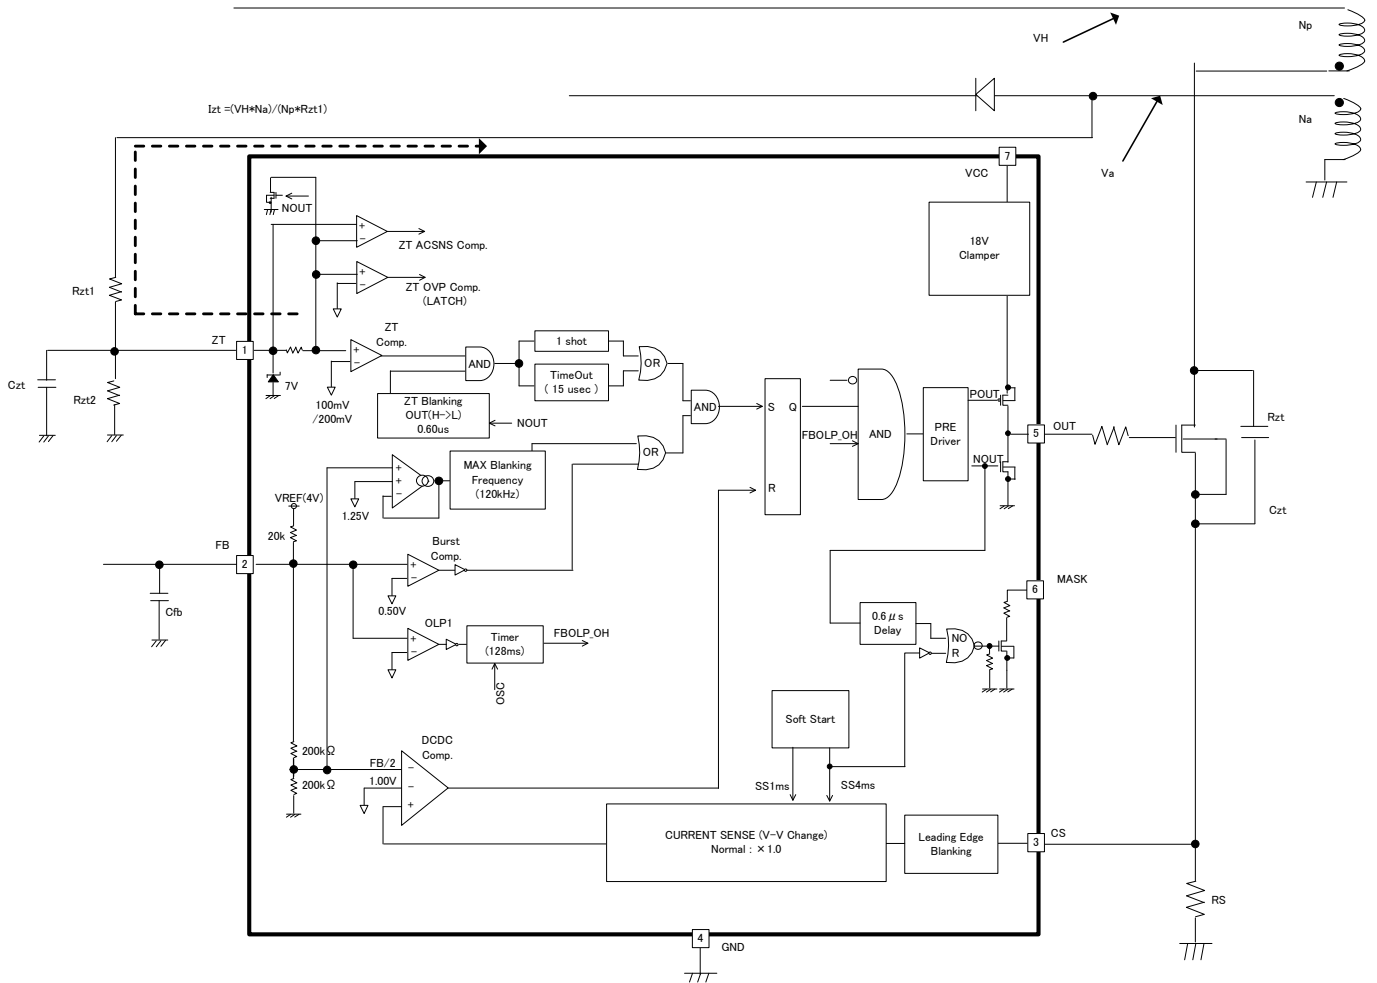 VH
Np
Izt =(VH*Na)/(Np*Rzt1)
Na
Va
7
VCC
NOUT
18V
Clamper
ZT ACSNS Comp.
ZT OVP Comp.
(LATCH)
Rzt1
ZT
1
ZT
Comp.
7V
100mV
/200mV
AND
1 shot
TimeOut
( 15 usec )
OR
Czt
Rzt2
ZT Blanking
OUT(H->L)
0.60us
NOUT
AND
S
Q
R
FBOLP_OH
AND
PRE
Driver
POUT
NOUT
5
OUT
Rzt
Czt
OR
MAX Blanking
Frequency
(120kHz)
1.25V
VREF(4V)
20k
FB
2
Cfb
Burst
Comp.
0.50V
OLP1
Timer
(128ms)
FBOLP_OH
OSC
6
MASK
0.6μs
Delay
NO
R
Soft Start
SS1ms
SS4ms
200kΩ
200kΩ
FB/2
1.00V
DCDC
Comp.
CURRENT SENSE (V-V Change)
Normal : ×1.0
Leading Edge
Blanking
3
CS
RS
4
GND